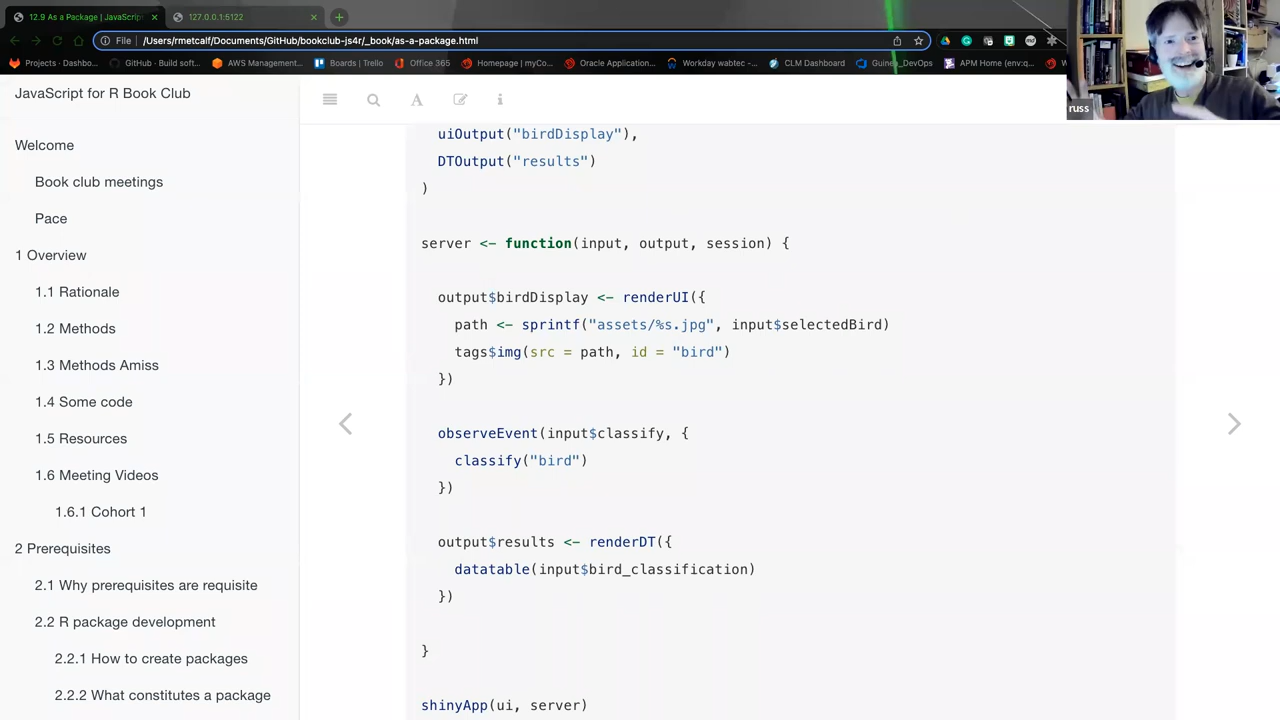 12.9 As a Package | JavaScrip
127.0.0.1:5122
File
/Users/rmetcalf/Documents/GitHub/bookclub-js4r/_book/as-a-package.html
Projects - Dashbo...
GitHub - Build soft...
AWS Management...
Boards | Trello
Office 365
Homepage | myCo...
Oracle Application...
Workday wabtec -...
CLM Dashboard
Guinea_DevOps
APM Home (env:q...
russ
JavaScript for R Book Club
Welcome
Book club meetings
Pace
1 Overview
1.1 Rationale
1.2 Methods
1.3 Methods Amiss
1.4 Some code
1.5 Resources
1.6 Meeting Videos
1.6.1 Cohort 1
2 Prerequisites
2.1 Why prerequisites are requisite
2.2 R package development
2.2.1 How to create packages
2.2.2 What constitutes a package
uiOutput("birdDisplay"),
DTOutput("results")
)
server <- function(input, output, session) {
output$birdDisplay <- renderUI({
path <- sprintf("assets/%s.jpg", input$selectedBird)
tags$img(src = path, id = "bird")
})
observeEvent(input$classify, {
classify("bird")
})
output$results <- renderDT({
datatable(input$bird_classification)
})
}
shinyApp(ui, server)